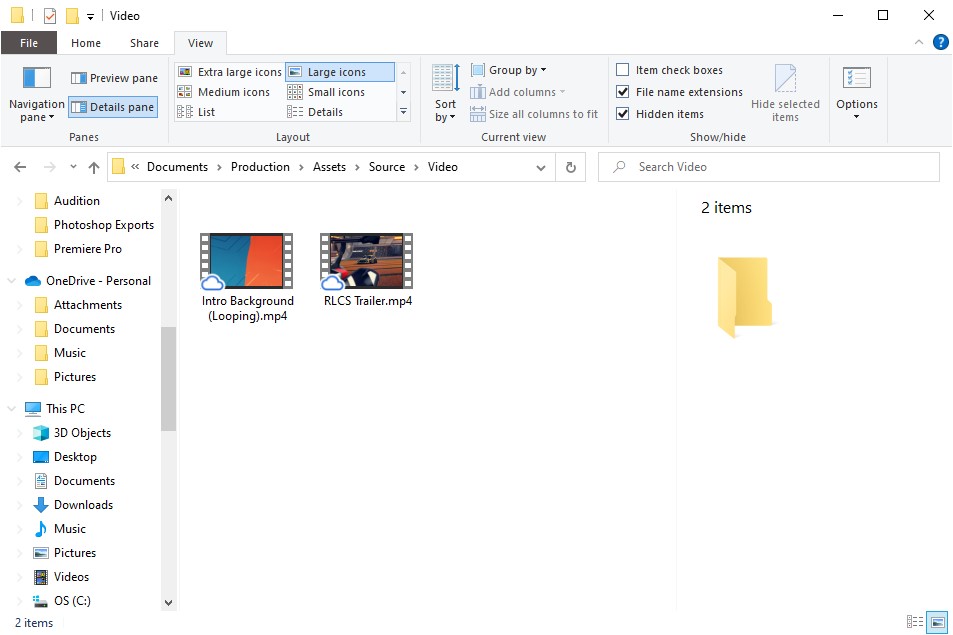 Video
File Home Share View
Navigation pane
Preview pane
Details pane
Panes
Extra large icons Large icons
Medium icons Small icons
List Details
Layout
Sort by
Group by
Add columns
Size all columns to fit
Current view
Item check boxes
File name extensions
Hidden items
Hide selected items
Show/hide
Options
« Documents › Production › Assets › Source › Video
Search Video
Audition
Photoshop Exports
Premiere Pro
OneDrive - Personal
Attachments
Documents
Music
Pictures
This PC
3D Objects
Desktop
Documents
Downloads
Music
Pictures
Videos
OS (C:)
Intro Background
(Looping).mp4
RLCS Trailer.mp4
2 items
2 items